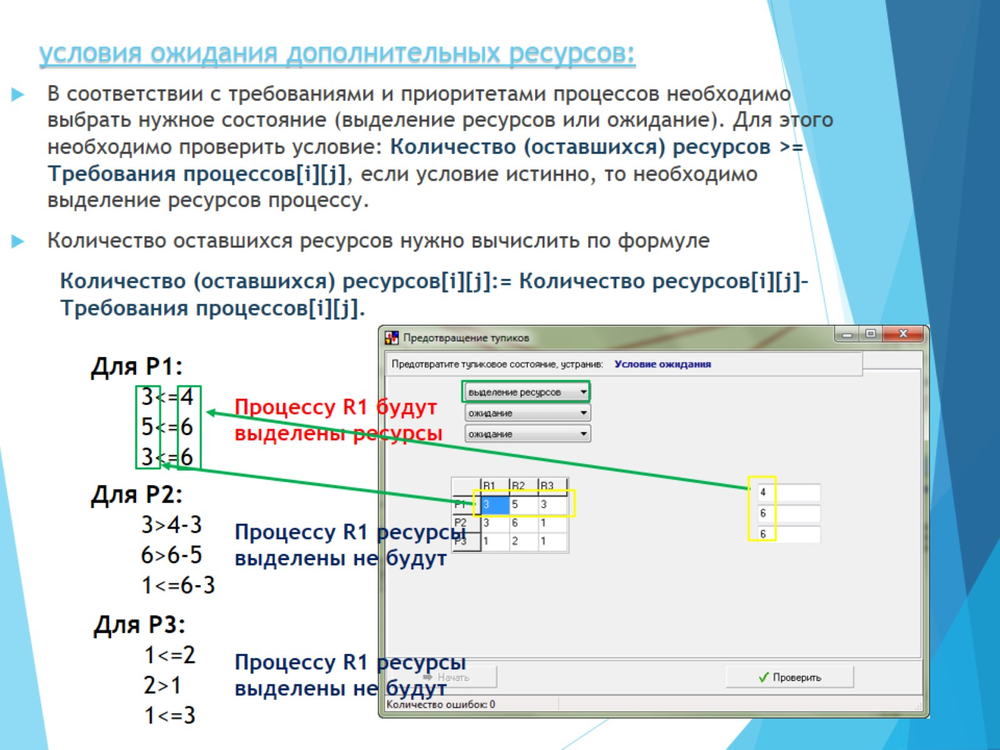 условия ожидания дополнительных ресурсов:
В соответствии с требованиями и приоритетами процессов необходимо
выбрать нужное состояние (выделение ресурсов или ожидание). Для этого
необходимо проверить условие: Количество (оставшихся) ресурсов >=
Требования процессов[i][j], если условие истинно, то необходимо
выделение ресурсов процессу.
Количество оставшихся ресурсов нужно вычислить по формуле
Количество (оставшихся) ресурсов[i][j]:= Количество ресурсов[i][j]-
Требования процессов[i][j].
Для P1:
3<=4
5<=6
3<=6
Процессу R1 будут
выделены ресурсы
Для P2:
3>4-3
6>6-5
1<=6-3
Процессу R1 ресурсы
выделены не будут
Для P3:
1<=2
2>1
1<=3
Процессу R1 ресурсы
выделены не будут
Предотвращение тупиков
Предотвратите тупиковое состояние, устранив: Условие ожидания
выделение ресурсов
ожидание
ожидание
R1 R2 R3
P1 3 5 3
P2 3 6 1
P3 1 2 1
4
6
6
Начать
Проверить
Количество ошибок: 0